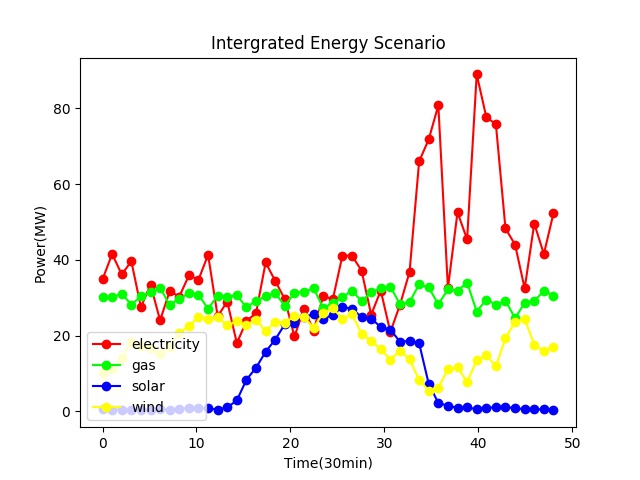 Intergrated Energy Scenario
Power(MW)
80
60
40
20
0
electricity
gas
solar
wind
0 10 20 30 40 50
Time(30min)